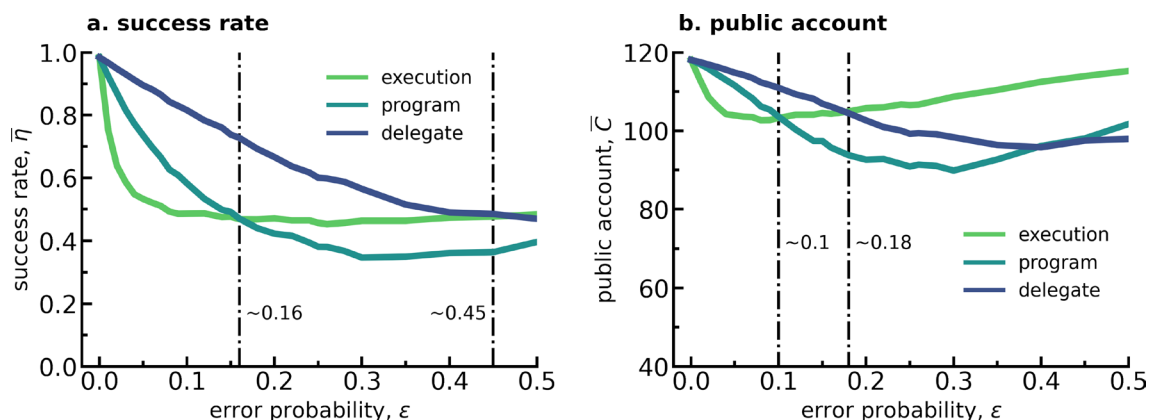 a. success rate
1.0
0.8
0.6
0.4
0.2
0.0
success rate, η̅
execution
program
delegate
~0.16
~0.45
0.0 0.1 0.2 0.3 0.4 0.5
error probability, ε
b. public account
120
100
80
60
40
public account, C̅
~0.1
~0.18
execution
program
delegate
0.0 0.1 0.2 0.3 0.4 0.5
error probability, ε